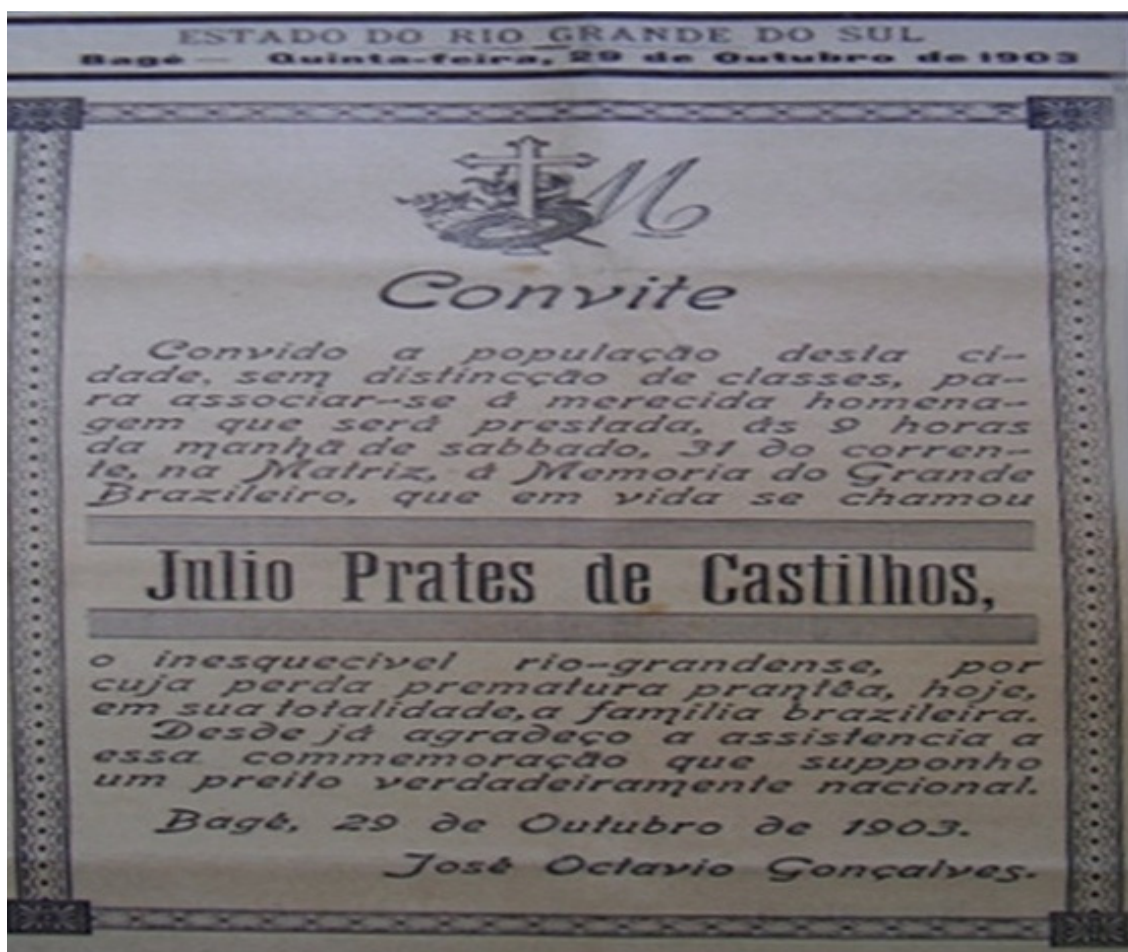 ESTADO DO RIO GRANDE DO SUL
Bagé — Quinta-feira, 29 de Outubro de 1903
M
Convite
Convido a população desta ci-
dade, sem distincção de classes, pa-
ra associar-se á merecida homena-
gem que será prestada, ás 9 horas
da manhã de sabbado, 31 do corren-
te, na Matriz, á Memoria do Grande
Brazileiro, que em vida se chamou
Julio Prates de Castilhos,
o inesquecivel rio-grandense, por
cuja perda prematura prantêa, hoje,
em sua totalidade, a família brazileira.
Desde já agradeço a assistencia a
essa commemoração que supponho
um preito verdadeiramente nacional.
Bagé, 29 de Outubro de 1903.
José Octavio Gonçalves.